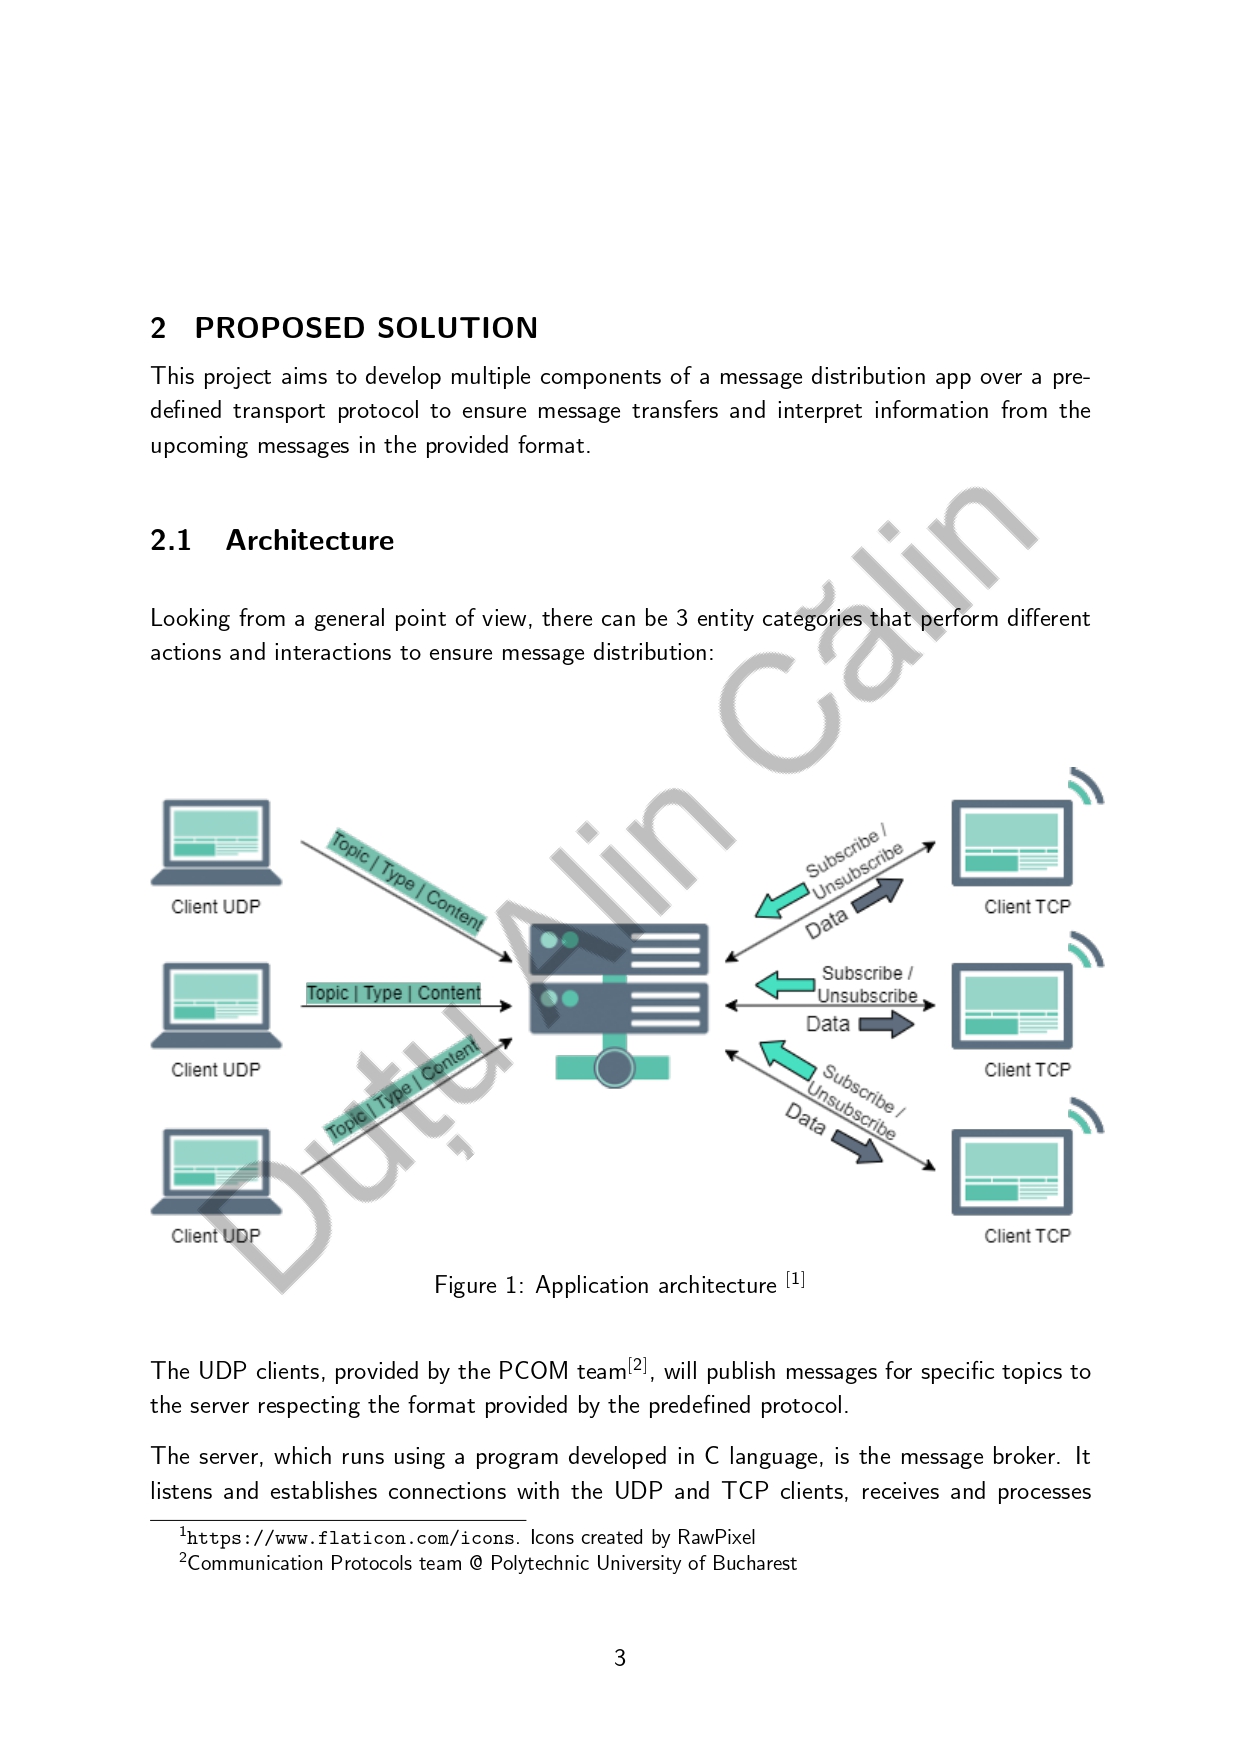 2 PROPOSED SOLUTION
This project aims to develop multiple components of a message distribution app over a pre-
defined transport protocol to ensure message transfers and interpret information from the
upcoming messages in the provided format.
2.1 Architecture
Looking from a general point of view, there can be 3 entity categories that perform different
actions and interactions to ensure message distribution:
Client UDP
Topic | Type | Content
Client UDP
Topic | Type | Content
Client UDP
Topic | Type | Content
Subscribe /
Unsubscribe
Data
Client TCP
Subscribe /
Unsubscribe
Data
Client TCP
Subscribe /
Unsubscribe
Data
Client TCP
Duțu Alin Călin
Figure 1: Application architecture [1]
The UDP clients, provided by the PCOM team[2], will publish messages for specific topics to
the server respecting the format provided by the predefined protocol.
The server, which runs using a program developed in C language, is the message broker. It
listens and establishes connections with the UDP and TCP clients, receives and processes
1https://www.flaticon.com/icons. Icons created by RawPixel
2Communication Protocols team @ Polytechnic University of Bucharest
3